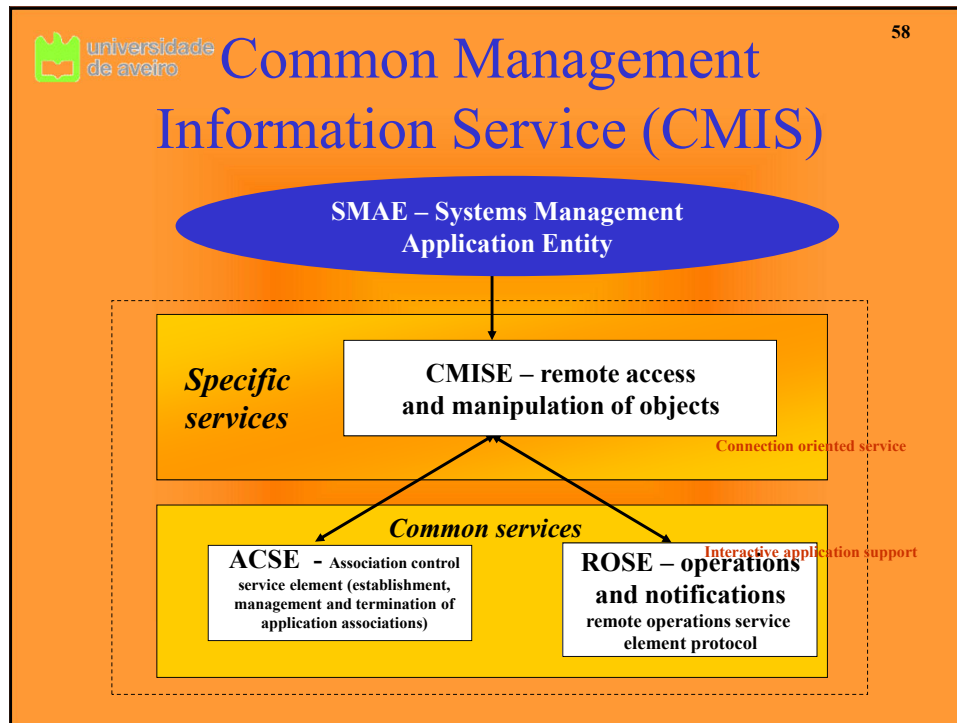 58
universidade
de aveiro
Common Management
Information Service (CMIS)
SMAE – Systems Management
Application Entity
Specific
services
CMISE – remote access
and manipulation of objects
Connection oriented service
Common services
ACSE - Association control
service element (establishment,
management and termination of
application associations)
Interactive application support
ROSE – operations
and notifications
remote operations service
element protocol